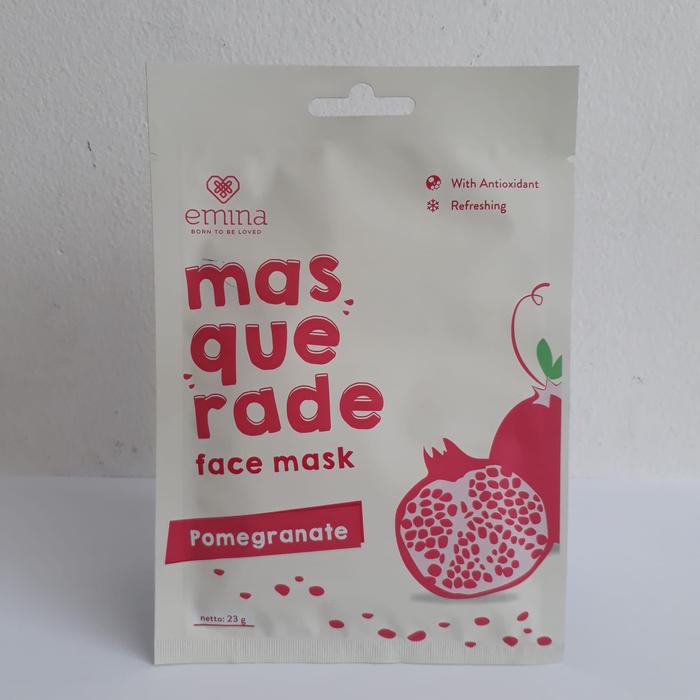 emina
BORN TO BE LOVED
With Antioxidant
Refreshing
mas
que
rade
face mask
Pomegranate
netto: 23 g